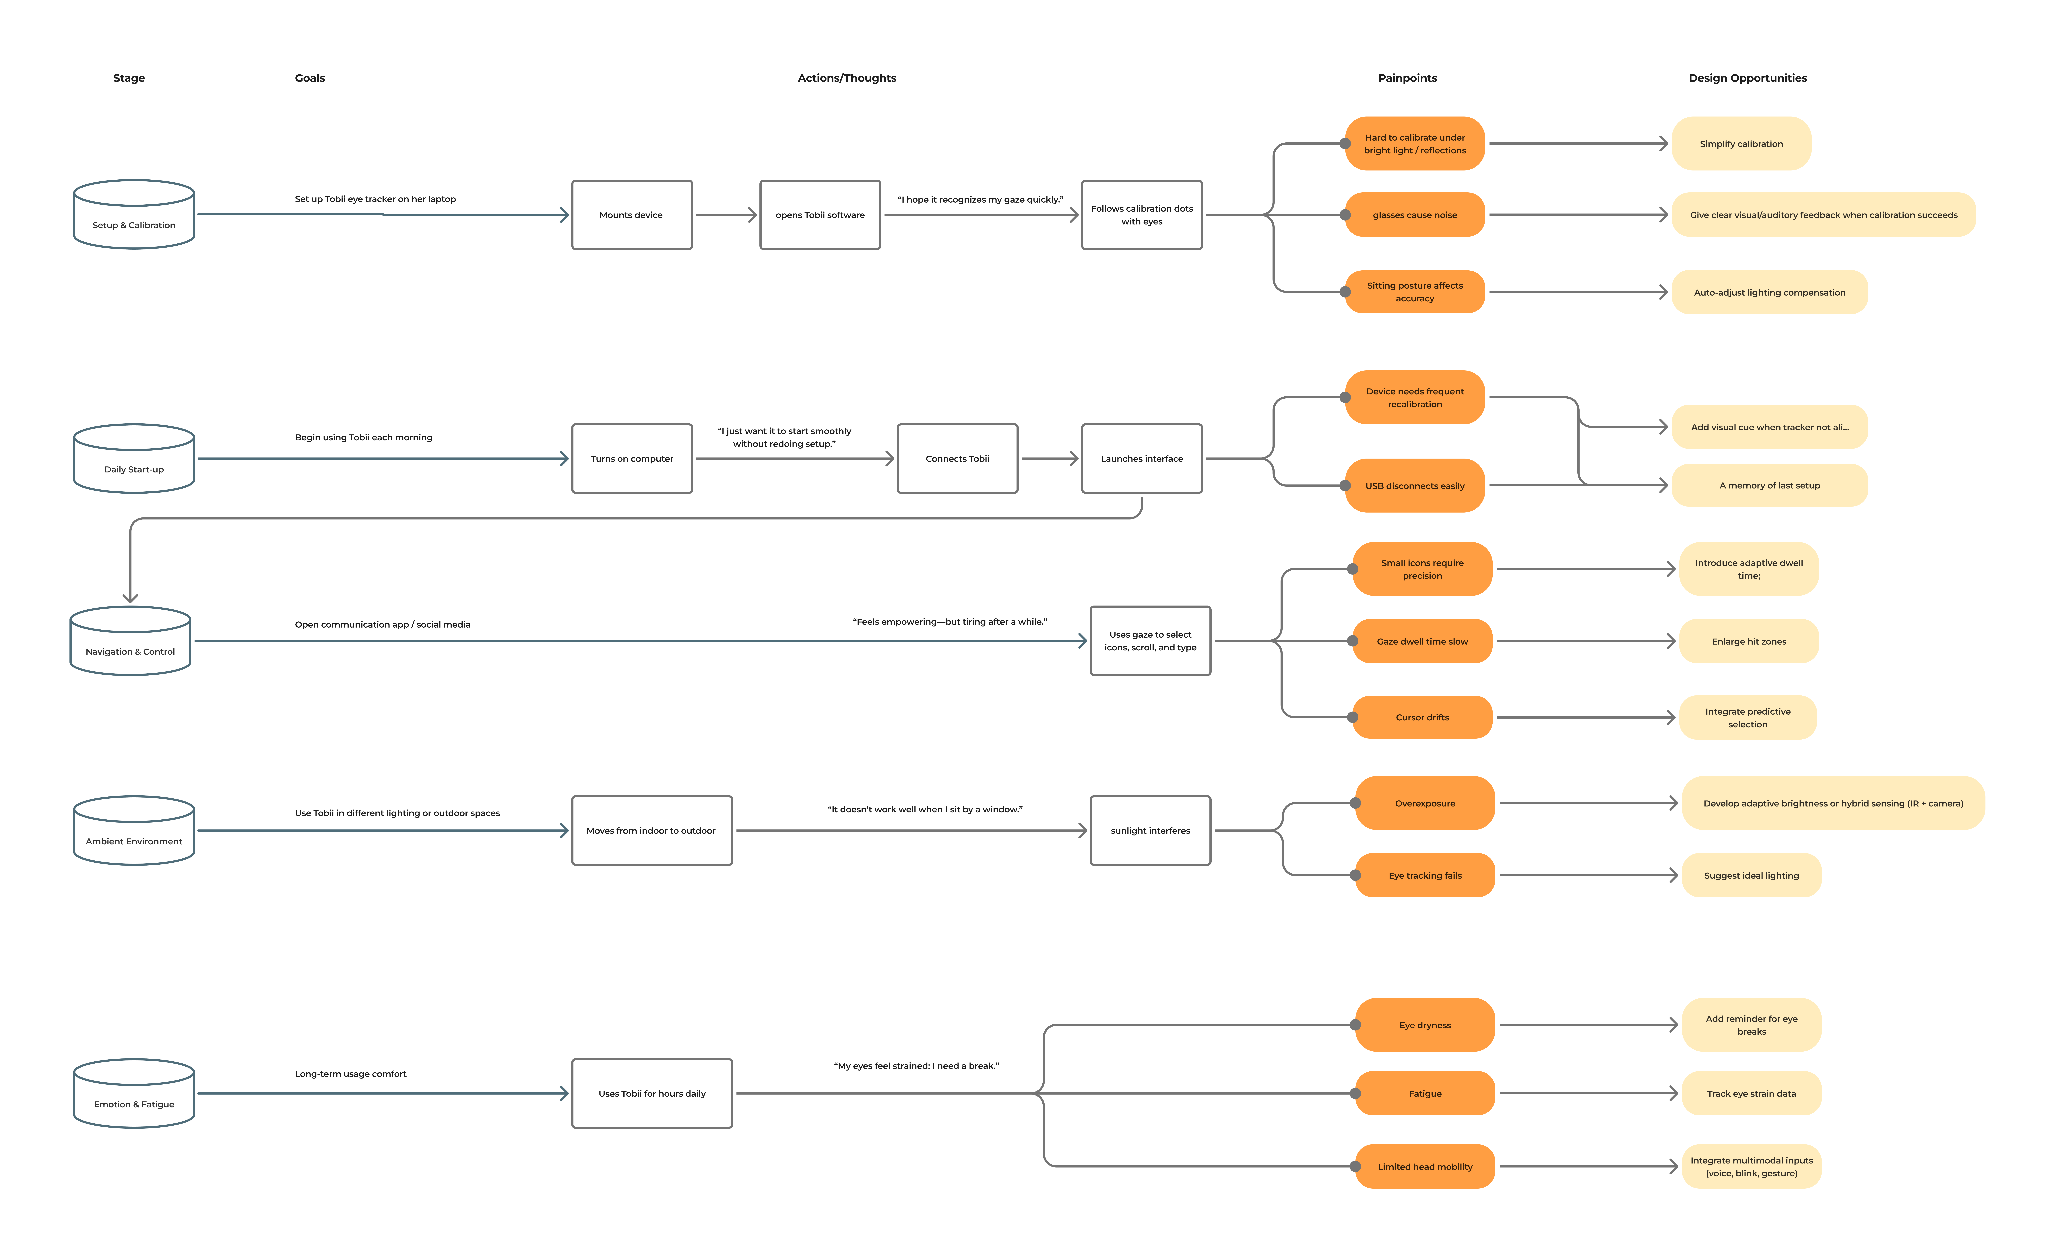 Stage
Goals
Actions/Thoughts
Painpoints
Design Opportunities
Setup & Calibration
Set up Tobii eye tracker on her laptop
Mounts device
opens Tobii software
“I hope it recognizes my gaze quickly.”
Follows calibration dots
with eyes
Hard to calibrate under
bright light / reflections
Simplify calibration
glasses cause noise
Give clear visual/auditory feedback when calibration succeeds
Sitting posture affects
accuracy
Auto-adjust lighting compensation
Daily Start-up
Begin using Tobii each morning
Turns on computer
“I just want it to start smoothly
without redoing setup.”
Connects Tobii
Launches interface
Device needs frequent
recalibration
Add visual cue when tracker not ali...
USB disconnects easily
A memory of last setup
Navigation & Control
Open communication app / social media
“Feels empowering—but tiring after a while.”
Uses gaze to select
icons, scroll, and type
Small icons require
precision
Introduce adaptive dwell
time;
Gaze dwell time slow
Enlarge hit zones
Cursor drifts
Integrate predictive
selection
Ambient Environment
Use Tobii in different lighting or outdoor spaces
Moves from indoor to outdoor
“It doesn’t work well when I sit by a window.”
sunlight interferes
Overexposure
Develop adaptive brightness or hybrid sensing (IR + camera)
Eye tracking fails
Suggest ideal lighting
Emotion & Fatigue
Long-term usage comfort
Uses Tobii for hours daily
“My eyes feel strained; I need a break.”
Eye dryness
Add reminder for eye
breaks
Fatigue
Track eye strain data
Limited head mobility
Integrate multimodal inputs
(voice, blink, gesture)